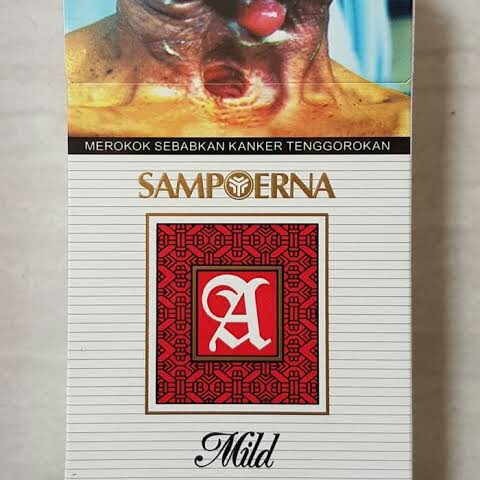 MEROKOK SEBABKAN KANKER TENGGOROKAN
SAMPOERNA
A
Mild